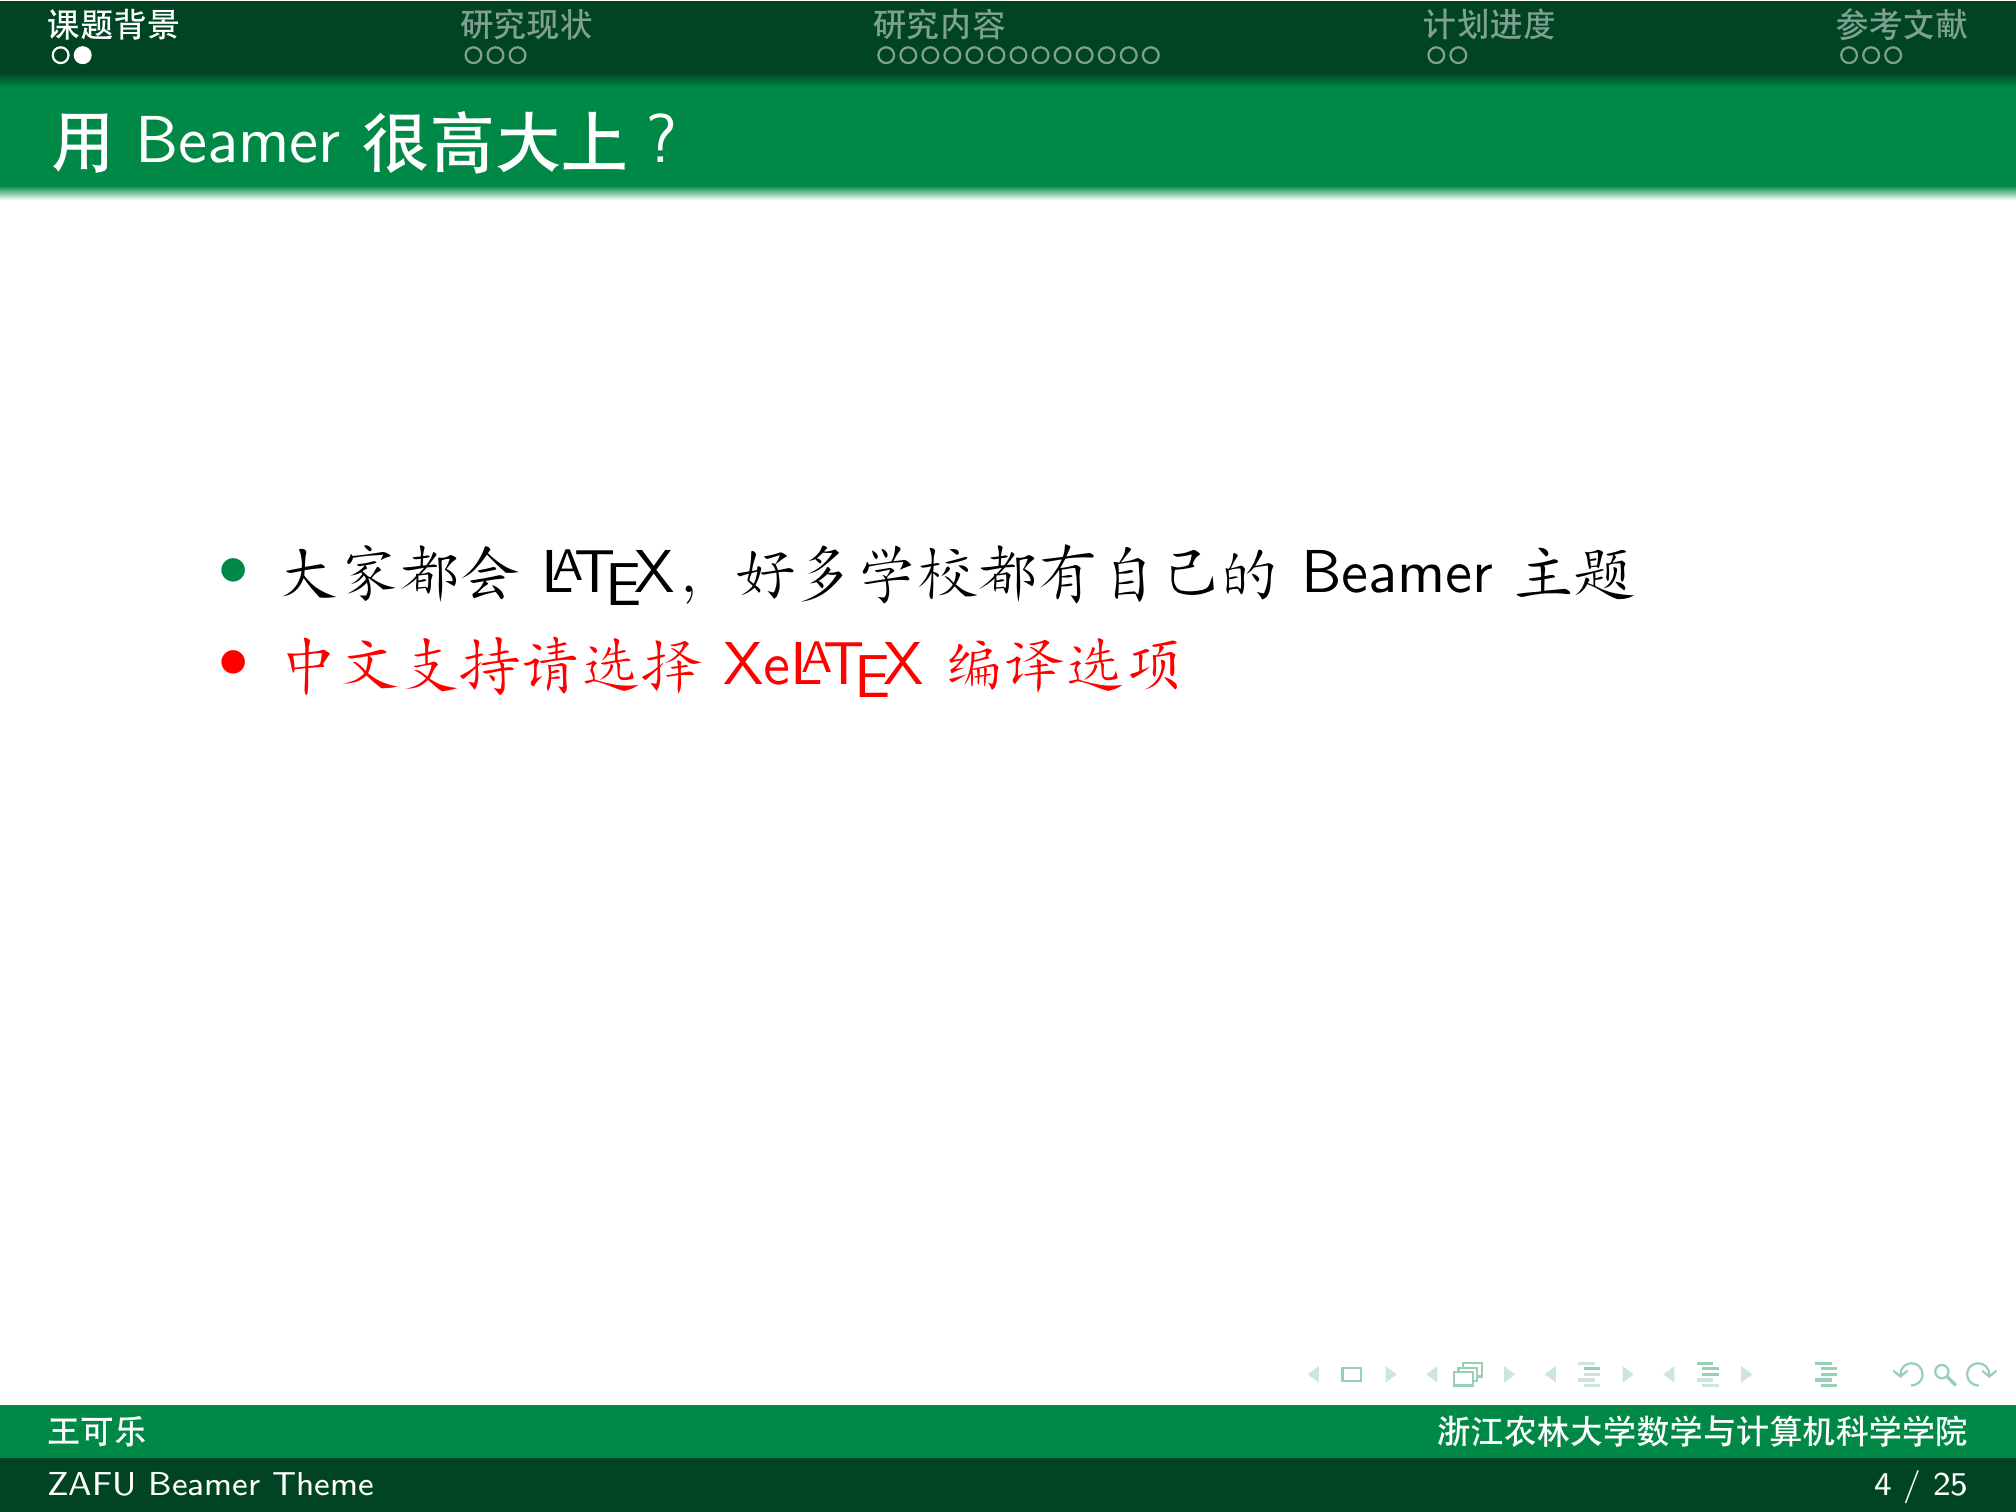 课题背景 研究现状 研究内容 计划进度 参考文献
用 Beamer 很高大上？
• 大家都会 LATEX，好多学校都有自己的 Beamer 主题
• 中文支持请选择 XeLATEX 编译选项
王可乐 浙江农林大学数学与计算机科学学院
ZAFU Beamer Theme 4 / 25